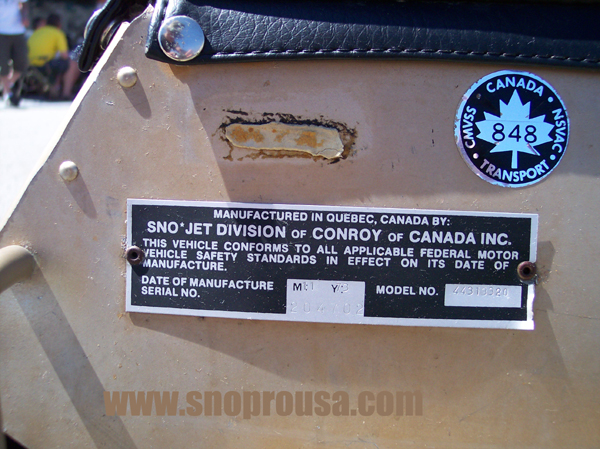 CANADA
CMVSS
848
NSVAC
TRANSPORT
MANUFACTURED IN QUEBEC, CANADA BY:
SNO*JET DIVISION OF CONROY OF CANADA INC.
THIS VEHICLE CONFORMS TO ALL APPLICABLE FEDERAL MOTOR
VEHICLE SAFETY STANDARDS IN EFFECT ON ITS DATE OF
MANUFACTURE.
DATE OF MANUFACTURE
SERIAL NO.
MODEL NO.
www.snoprousa.com